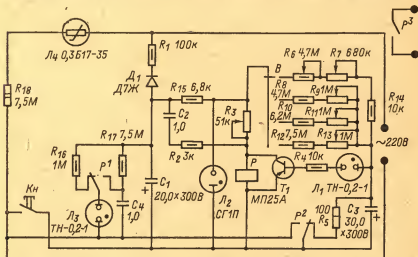 Л4 0,3Б17-35
R1 100к
Р3
R18
7,5М
Д1
Д7Ж
R15 6,8к
В
R6 4,7М
R7 680к
R8
4,7М
R9 1М
R10
6,2М
R11 1М
R12 7,5М
R13 1М
R14
10к
~220В
С2
1,0
R3
51к
R17 7,5М
R16
1М
Р1
R2 3к
Кн
Л3
ТН-0,2-1
С4
1,0
С1
20,0×300В
Л2
СГ1П
Р
Т1
МП25А
R4 10к
Л1 ТН-0,2-1
Р2
100
R5
С3
30,0
×300В